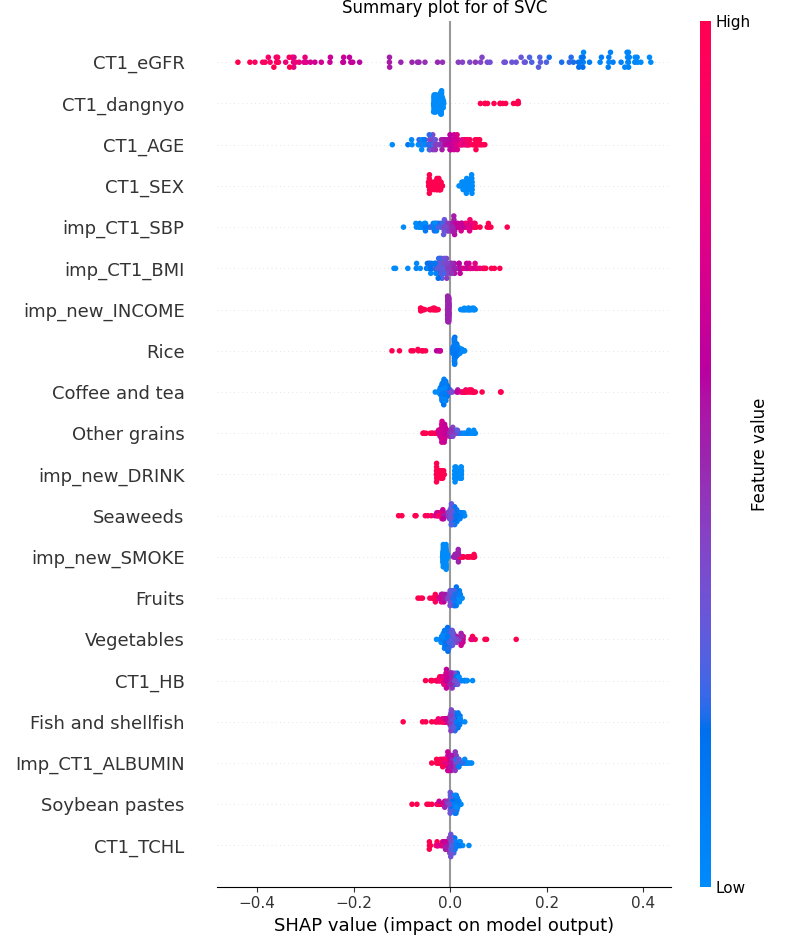 Summary plot for of SVC
High
CT1_eGFR
CT1_dangnyo
CT1_AGE
CT1_SEX
imp_CT1_SBP
imp_CT1_BMI
imp_new_INCOME
Rice
Coffee and tea
Other grains
imp_new_DRINK
Seaweeds
imp_new_SMOKE
Fruits
Vegetables
CT1_HB
Fish and shellfish
Imp_CT1_ALBUMIN
Soybean pastes
CT1_TCHL
Feature value
Low
−0.4 −0.2 0.0 0.2 0.4
SHAP value (impact on model output)